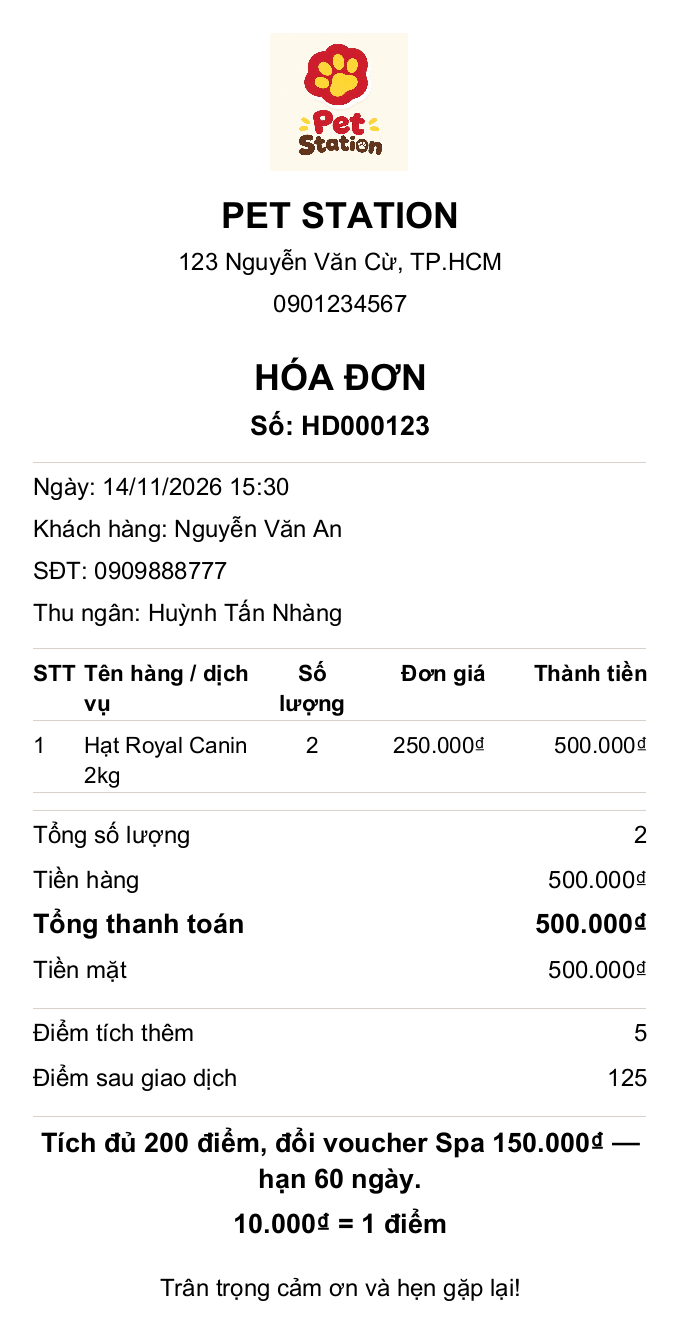 Pet
Station
PET STATION
123 Nguyễn Văn Cừ, TP.HCM
0901234567
HÓA ĐƠN
Số: HD000123
Ngày: 14/11/2026 15:30
Khách hàng: Nguyễn Văn An
SĐT: 0909888777
Thu ngân: Huỳnh Tấn Nhàng
STT Tên hàng / dịch vụ Số lượng Đơn giá Thành tiền
1 Hạt Royal Canin 2kg 2 250.000₫ 500.000₫
Tổng số lượng 2
Tiền hàng 500.000₫
Tổng thanh toán 500.000₫
Tiền mặt 500.000₫
Điểm tích thêm 5
Điểm sau giao dịch 125
Tích đủ 200 điểm, đổi voucher Spa 150.000₫ —
hạn 60 ngày.
10.000₫ = 1 điểm
Trân trọng cảm ơn và hẹn gặp lại!